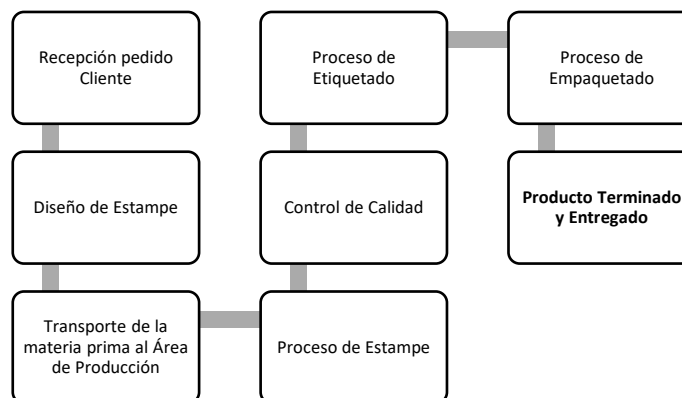 Recepción pedido
Cliente
Diseño de Estampe
Transporte de la
materia prima al Área
de Producción
Proceso de Estampe
Control de Calidad
Proceso de
Etiquetado
Proceso de
Empaquetado
Producto Terminado
y Entregado